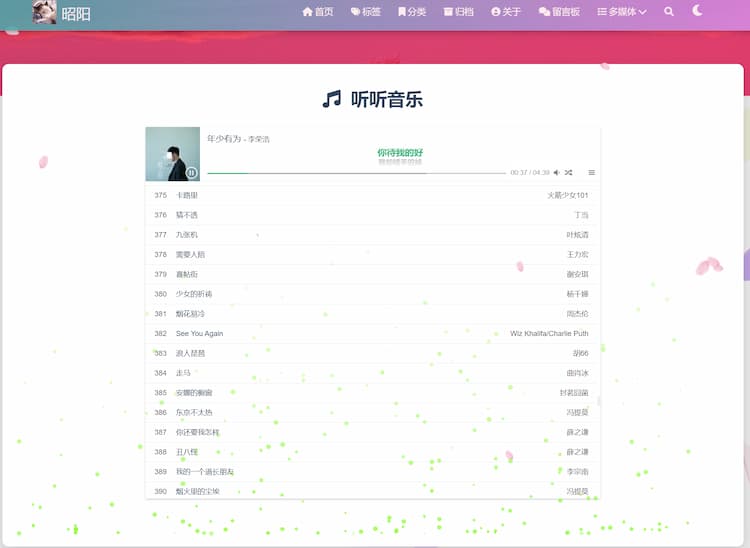 昭阳 首页 标签 分类 归档 关于 留言板 多媒体
听听音乐
年少有为 - 李荣浩
你待我的好
00:37 / 04:39
375 卡路里 火箭少女101
376 猜不透 丁当
377 九张机 叶炫清
378 需要人陪 王力宏
379 喜帖街 谢安琪
380 少女的祈祷 杨千嬅
381 烟花易冷 周杰伦
382 See You Again Wiz Khalifa/Charlie Puth
383 浪人琵琶 胡66
384 走马 曲肖冰
385 安娜的橱窗 封茗囧菌
386 东京不太热 冯提莫
387 你还要我怎样 薛之谦
388 丑八怪 薛之谦
389 我的一个道长朋友 李宗南
390 烟火里的尘埃 冯提莫